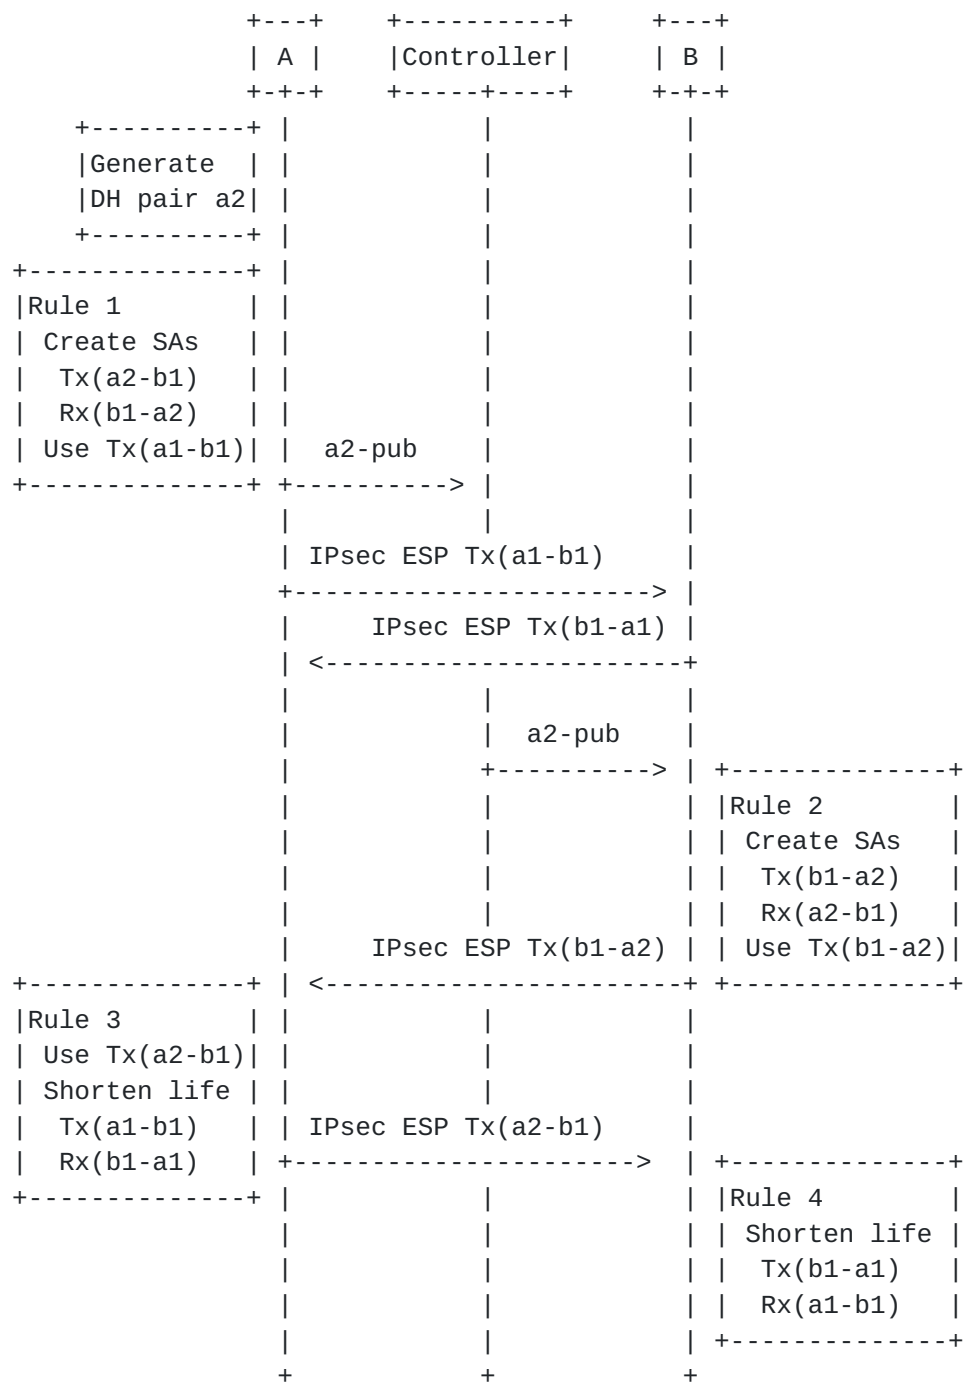 +---+    +----------+     +---+
| A |    |Controller|     | B |
+-+-+    +-----+----+     +-+-+
+----------+ |            |            |
|Generate  | |            |            |
|DH pair a2| |            |            |
+----------+ |            |            |
+--------------+ |            |            |
|Rule 1        | |            |            |
| Create SAs   | |            |            |
|  Tx(a2-b1)   | |            |            |
|  Rx(b1-a2)   | |            |            |
| Use Tx(a1-b1)| |  a2-pub    |            |
+--------------+ +----------> |            |
|            |            |
| IPsec ESP Tx(a1-b1)     |
+-----------------------> |
|     IPsec ESP Tx(b1-a1) |
| <-----------------------+
|            |            |
|            |  a2-pub    |
|            +----------> | +--------------+
|            |            | |Rule 2        |
|            |            | | Create SAs   |
|            |            | |  Tx(b1-a2)   |
|            |            | |  Rx(a2-b1)   |
|     IPsec ESP Tx(b1-a2) | | Use Tx(b1-a2)|
+--------------+ | <-----------------------+ +--------------+
|Rule 3        | |            |            |
| Use Tx(a2-b1)| |            |            |
| Shorten life | |            |            |
|  Tx(a1-b1)   | | IPsec ESP Tx(a2-b1)     |
|  Rx(b1-a1)   | +---------------------->  | +--------------+
+--------------+ |            |            | |Rule 4        |
|            |            | | Shorten life |
|            |            | |  Tx(b1-a1)   |
|            |            | |  Rx(a1-b1)   |
|            |            | +--------------+
+            +            +